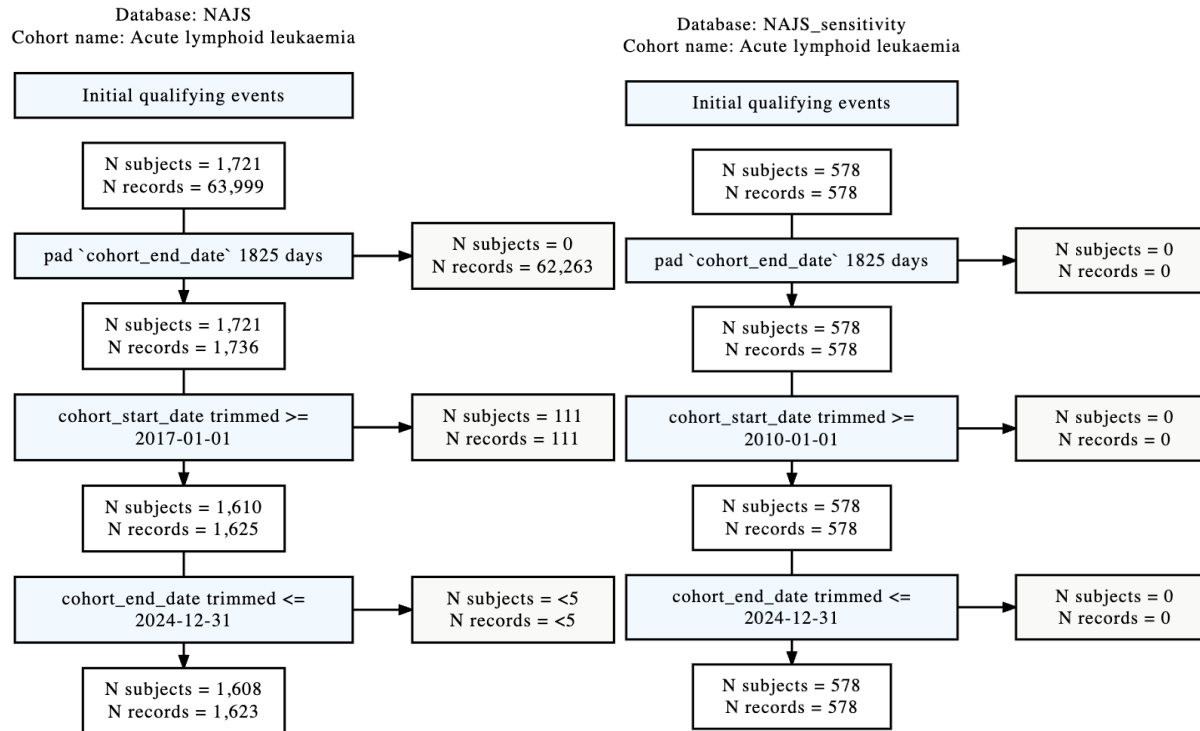 Database: NAJS
Cohort name: Acute lymphoid leukaemia
Initial qualifying events
N subjects = 1,721
N records = 63,999
pad `cohort_end_date` 1825 days
N subjects = 0
N records = 62,263
N subjects = 1,721
N records = 1,736
cohort_start_date trimmed >=
2017-01-01
N subjects = 111
N records = 111
N subjects = 1,610
N records = 1,625
cohort_end_date trimmed <=
2024-12-31
N subjects = <5
N records = <5
N subjects = 1,608
N records = 1,623
Database: NAJS_sensitivity
Cohort name: Acute lymphoid leukaemia
Initial qualifying events
N subjects = 578
N records = 578
pad `cohort_end_date` 1825 days
N subjects = 0
N records = 0
N subjects = 578
N records = 578
cohort_start_date trimmed >=
2010-01-01
N subjects = 0
N records = 0
N subjects = 578
N records = 578
cohort_end_date trimmed <=
2024-12-31
N subjects = 0
N records = 0
N subjects = 578
N records = 578